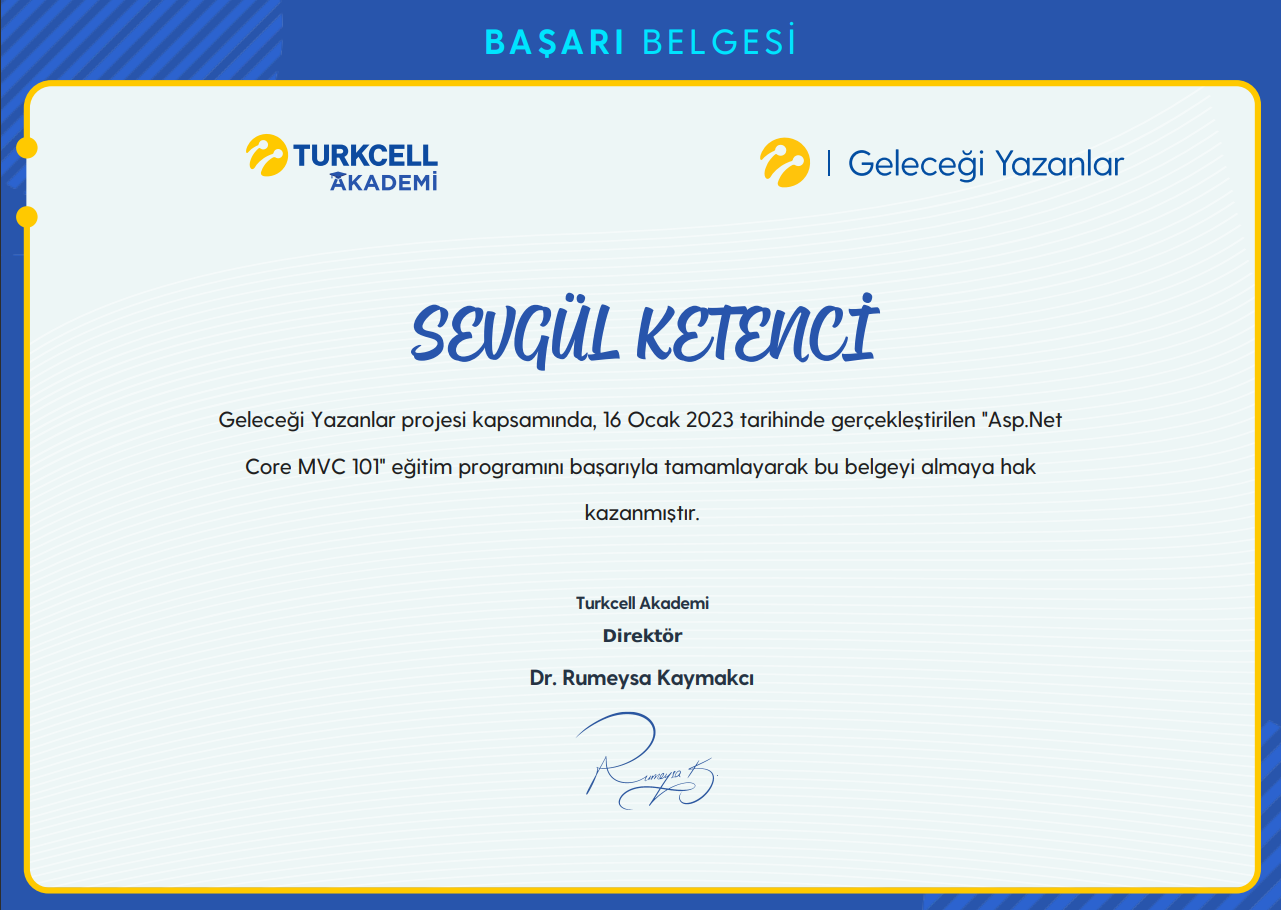 BAŞARI BELGESİ
TURKCELL
AKADEMİ
Geleceği Yazanlar
SEVGÜL KETENCİ
Geleceği Yazanlar projesi kapsamında, 16 Ocak 2023 tarihinde gerçekleştirilen "Asp.Net
Core MVC 101" eğitim programını başarıyla tamamlayarak bu belgeyi almaya hak
kazanmıştır.
Turkcell Akademi
Direktör
Dr. Rumeysa Kaymakcı
Rumeysa K.